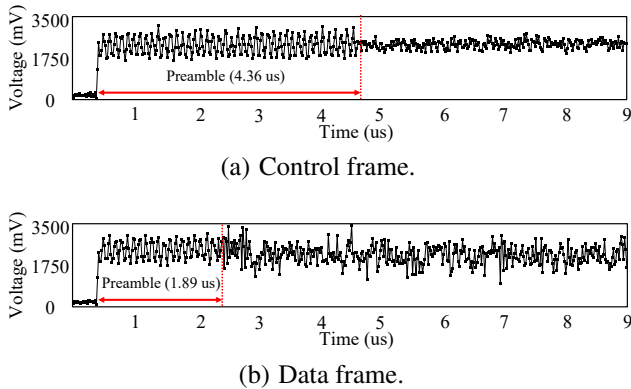 3500
Voltage (mV)
1750
Preamble (4.36 us)
0
1 2 3 4 5 6 7 8 9
Time (us)
(a) Control frame.
3500
Voltage (mV)
1750
Preamble (1.89 us)
0
1 2 3 4 5 6 7 8 9
Time (us)
(b) Data frame.